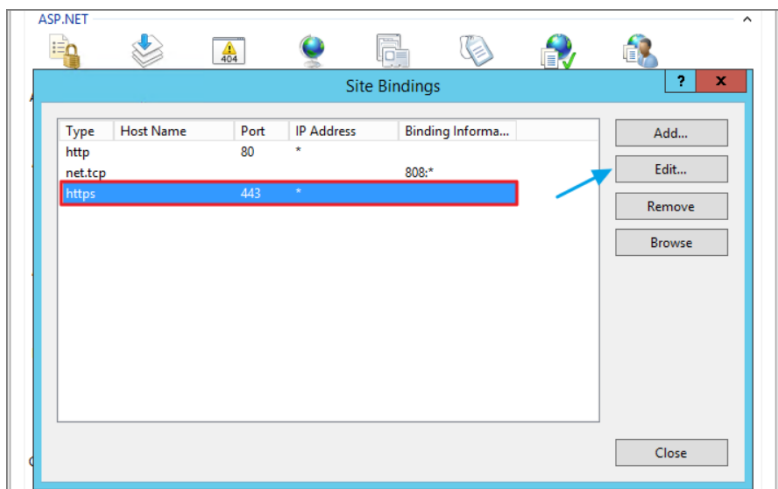 ASP.NET
404
Site Bindings
? x
Type Host Name Port IP Address Binding Informa...
http 80 *
net.tcp 808:*
https 443 *
Add...
Edit...
Remove
Browse
Close